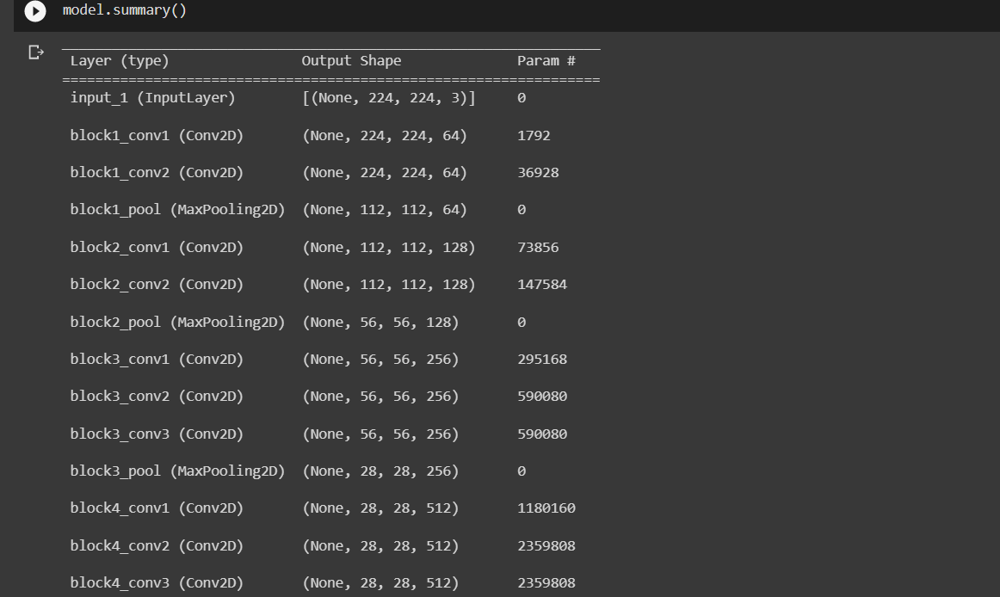 model.summary()
Layer (type) Output Shape Param #
=================================================================
input_1 (InputLayer) [(None, 224, 224, 3)] 0
block1_conv1 (Conv2D) (None, 224, 224, 64) 1792
block1_conv2 (Conv2D) (None, 224, 224, 64) 36928
block1_pool (MaxPooling2D) (None, 112, 112, 64) 0
block2_conv1 (Conv2D) (None, 112, 112, 128) 73856
block2_conv2 (Conv2D) (None, 112, 112, 128) 147584
block2_pool (MaxPooling2D) (None, 56, 56, 128) 0
block3_conv1 (Conv2D) (None, 56, 56, 256) 295168
block3_conv2 (Conv2D) (None, 56, 56, 256) 590080
block3_conv3 (Conv2D) (None, 56, 56, 256) 590080
block3_pool (MaxPooling2D) (None, 28, 28, 256) 0
block4_conv1 (Conv2D) (None, 28, 28, 512) 1180160
block4_conv2 (Conv2D) (None, 28, 28, 512) 2359808
block4_conv3 (Conv2D) (None, 28, 28, 512) 2359808